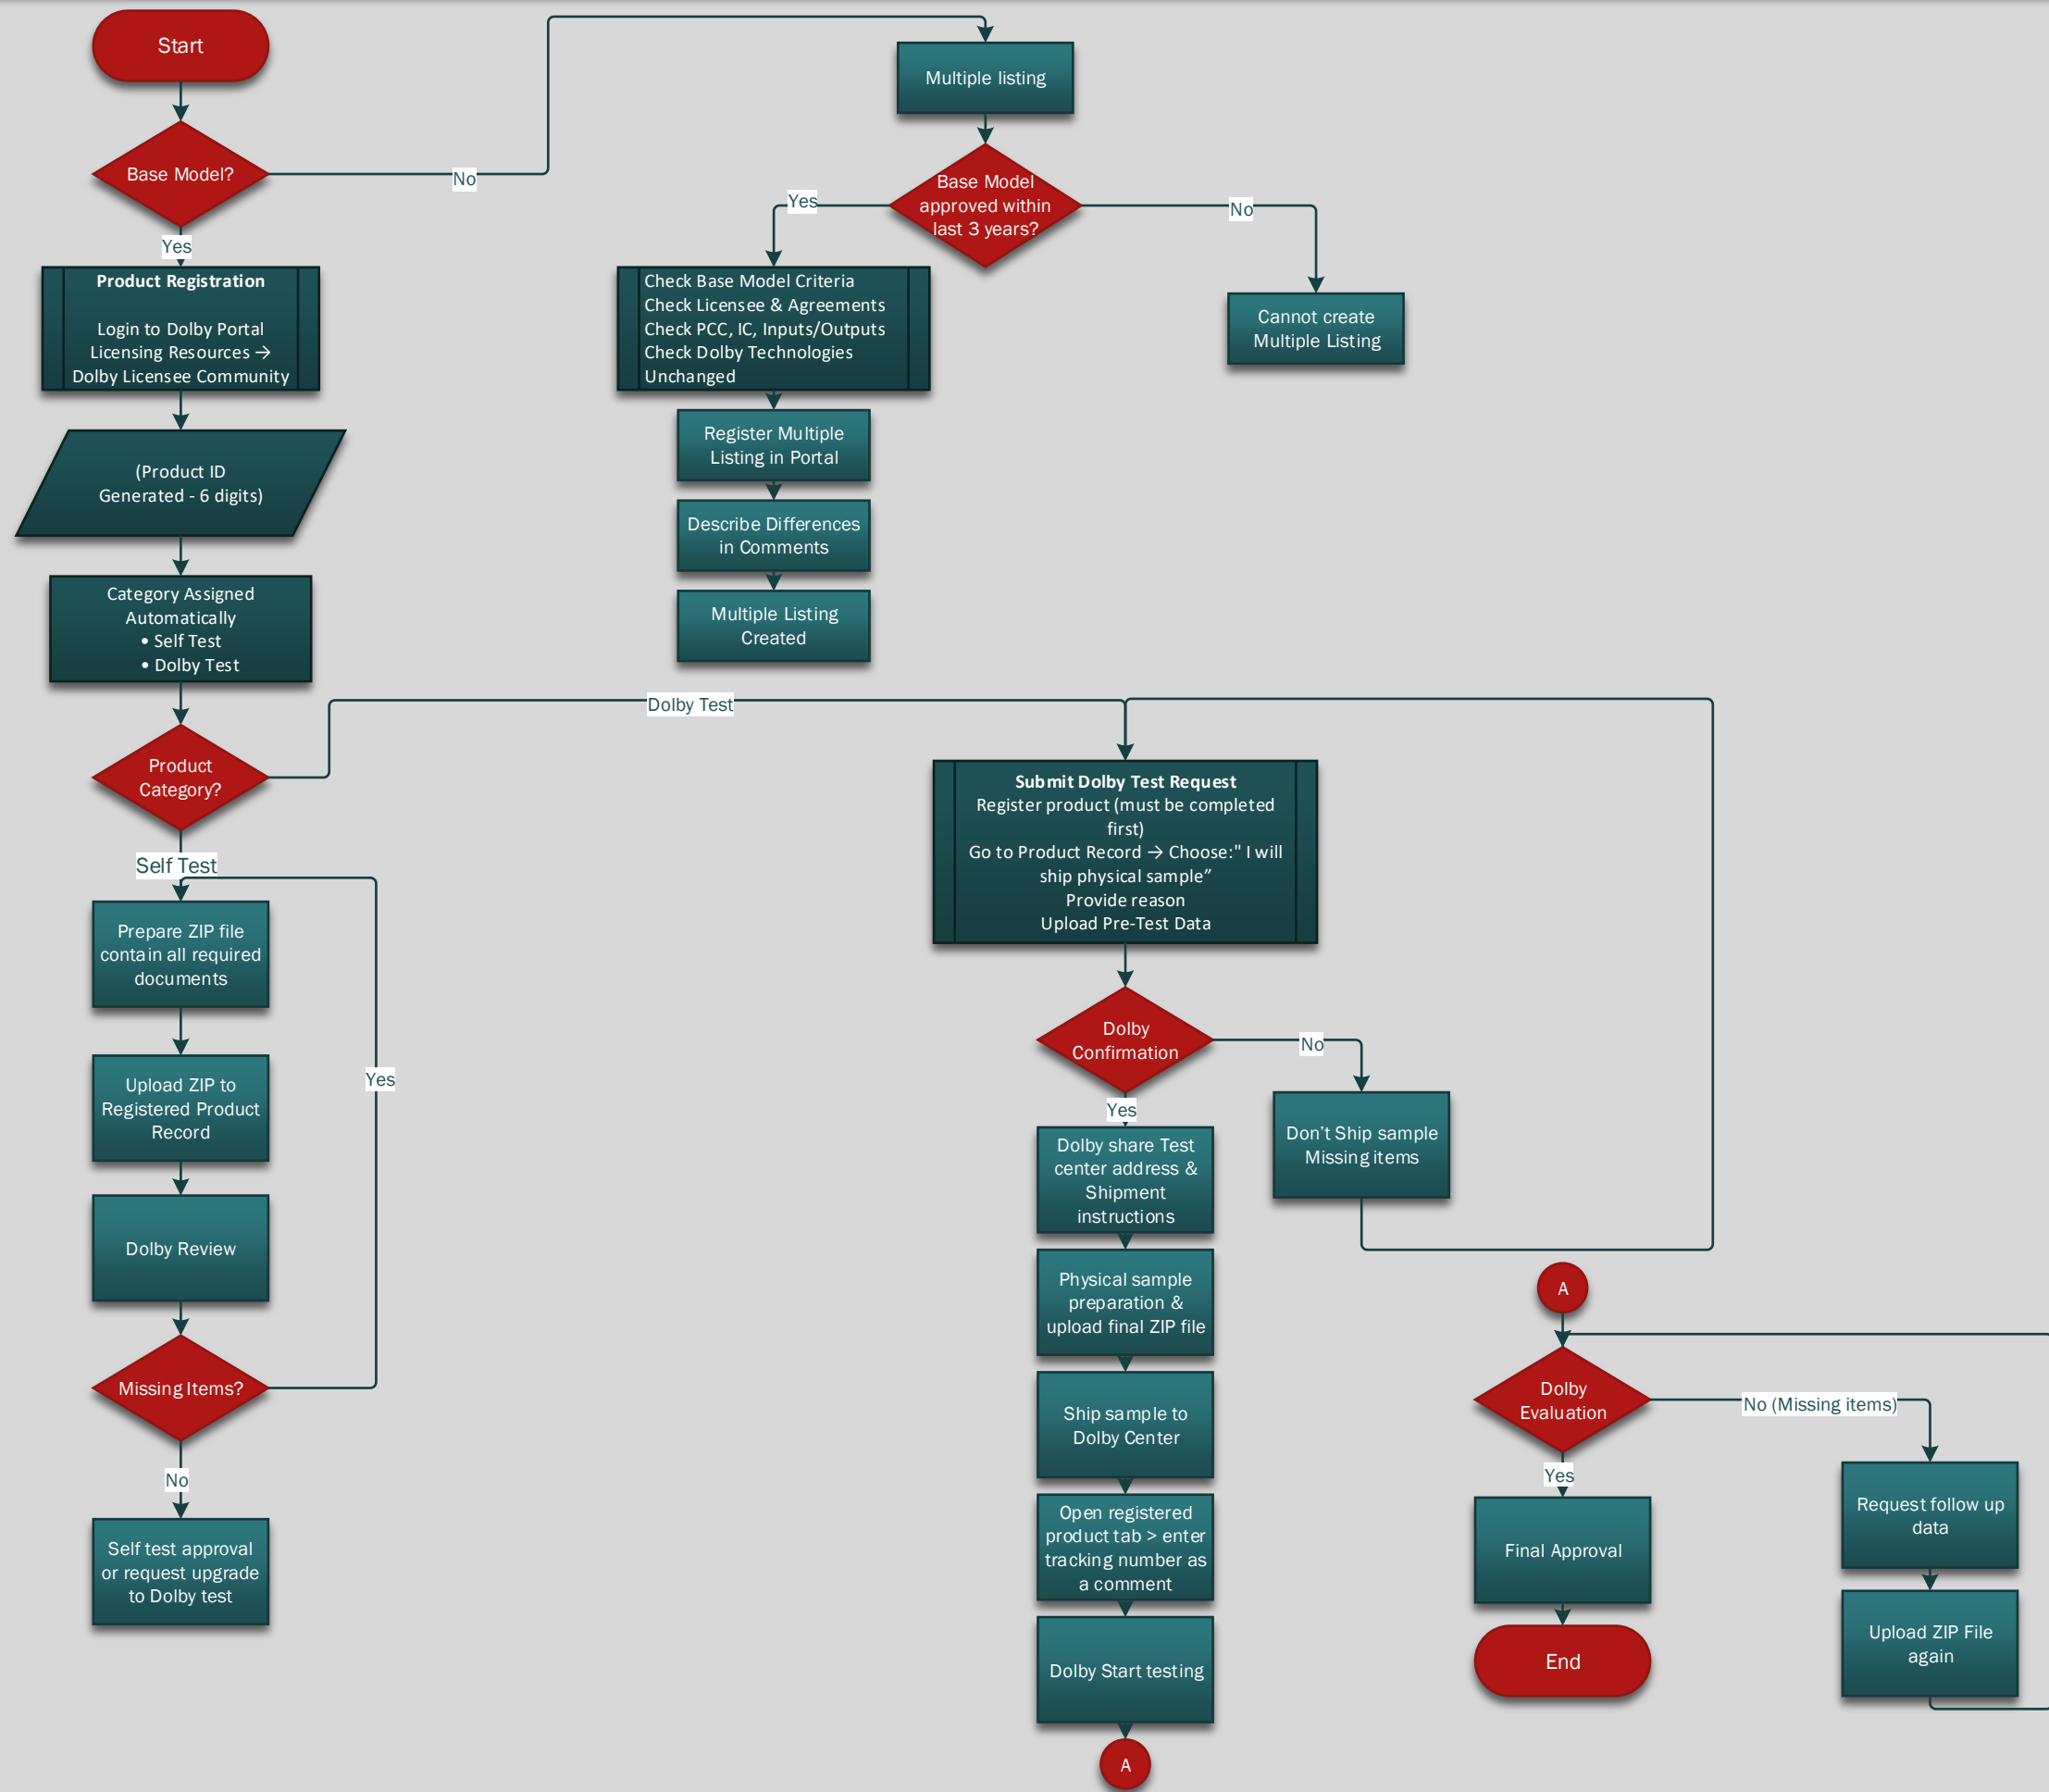 Start
Base Model?
No
Yes
Product Registration
Login to Dolby Portal
Licensing Resources →
Dolby Licensee Community
(Product ID
Generated - 6 digits)
Category Assigned
Automatically
• Self Test
• Dolby Test
Product
Category?
Self Test
Prepare ZIP file
contain all required
documents
Upload ZIP to
Registered Product
Record
Dolby Review
Missing Items?
Yes
No
Self test approval
or request upgrade
to Dolby test
Multiple listing
Base Model
approved within
last 3 years?
Yes
No
Check Base Model Criteria
Check Licensee & Agreements
Check PCC, IC, Inputs/Outputs
Check Dolby Technologies
Unchanged
Register Multiple
Listing in Portal
Describe Differences
in Comments
Multiple Listing
Created
Cannot create
Multiple Listing
Dolby Test
Submit Dolby Test Request
Register product (must be completed
first)
Go to Product Record → Choose:" I will
ship physical sample”
Provide reason
Upload Pre-Test Data
Dolby
Confirmation
No
Don’t Ship sample
Missing items
Yes
Dolby share Test
center address &
Shipment
instructions
Physical sample
preparation &
upload final ZIP file
Ship sample to
Dolby Center
Open registered
product tab > enter
tracking number as
a comment
Dolby Start testing
A
A
Dolby
Evaluation
No (Missing items)
Yes
Final Approval
End
Request follow up
data
Upload ZIP File
again